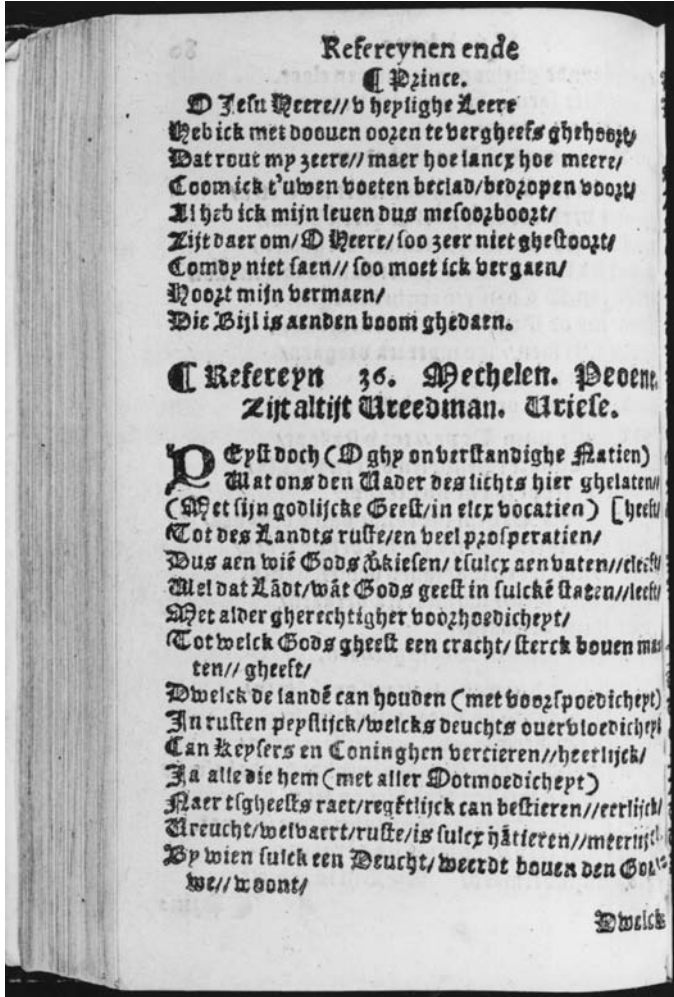 Refereynen ende
¶ Prince.
O Jesu Heere// v heylighe Leere
Heb ick met doouen ooren te vergheefs ghehoort/
Dat rout my zeere// maer hoe lancx hoe meere/
Coom ick t'uwen voeten beclad/bedropen voort/
Al heb ick mijn leuen dus mesoorboort/
Zijt daer om/ O Heere/ soo zeer niet ghestoort/
Comdy niet saen// soo moet ick vergaen/
Hoort mijn vermaen/
Die Bijl is aenden boom ghedaen.
¶ Refereyn 36. Mechelen. Peoene.
Zijt altijt Vreedman. Vriese.
PEyst doch (O ghy onverstandighe Natien)
Wat ons den Vader des lichts hier ghelaten//
(Met sijn godlijcke Geest/in elcx vocatien) [heeft/
Tot des Landts ruste/en veel prosperatien/
Dus aen wiē Gods verkiesen/ tsulcx aenvaten//cleeft/
Wel dat Lādt/wāt Gods geest in sulckē staten//leeft/
Met alder gherechtigher voorhoedicheyt/
Tot welck Gods gheest een cracht/ sterck bouen maten// gheeft/
Dwelck de landē can houden (met voorspoedicheyt)
In rusten peyslijck/welcks deuchts ouervloedicheyt
Can Keysers en Coninghen vercieren//heerlijck/
Ja alle die hem (met aller Ootmoedicheyt)
Naer tsgheests raet/regtlijck can bestieren//eerlijck/
Vreucht/welvaert/ruste/is sulcx hātieren//meerlijck
By wien sulck een Deucht/weerdt bouen den
we// woont/
Dwelck